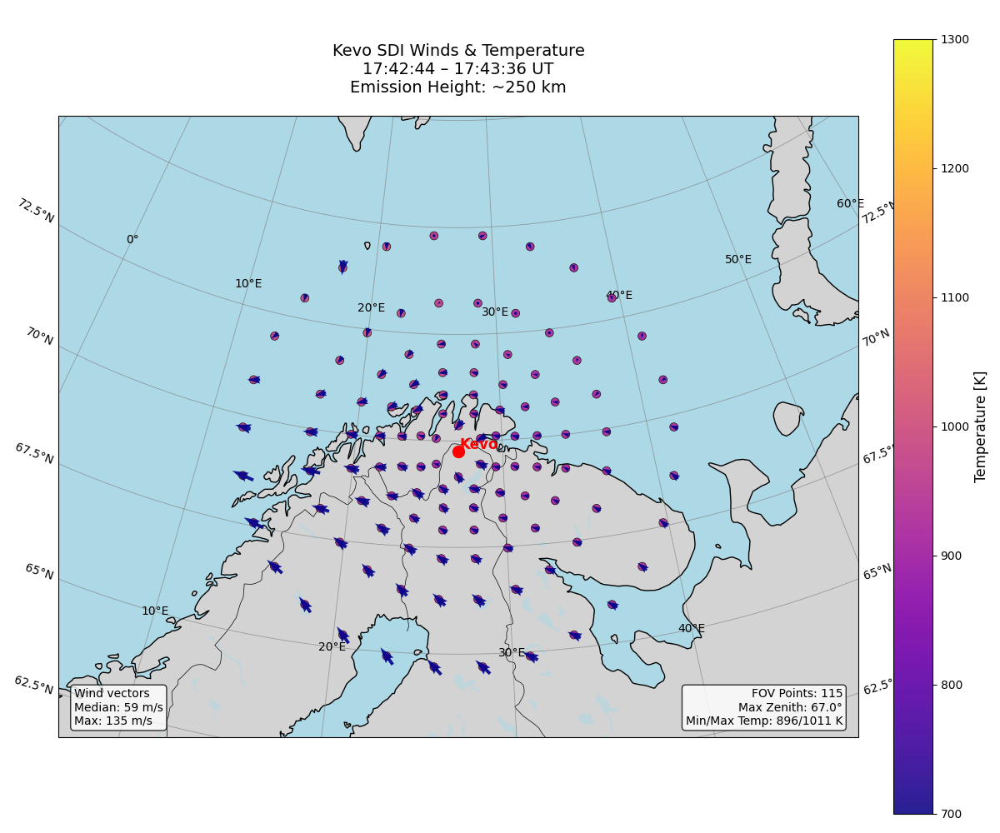 Kevo SDI Winds & Temperature
17:42:44 – 17:43:36 UT
Emission Height: ~250 km
1300
1200
1100
1000
900
800
700
Temperature [K]
72.5°N
70°N
67.5°N
65°N
62.5°N
0°
10°E
20°E
30°E
40°E
50°E
60°E
72.5°N
70°N
67.5°
65°N
62.5°
Kevo
10°E
20°E
30°E
40°E
Wind vectors
Median: 59 m/s
Max: 135 m/s
FOV Points: 115
Max Zenith: 67.0°
Min/Max Temp: 896/1011 K